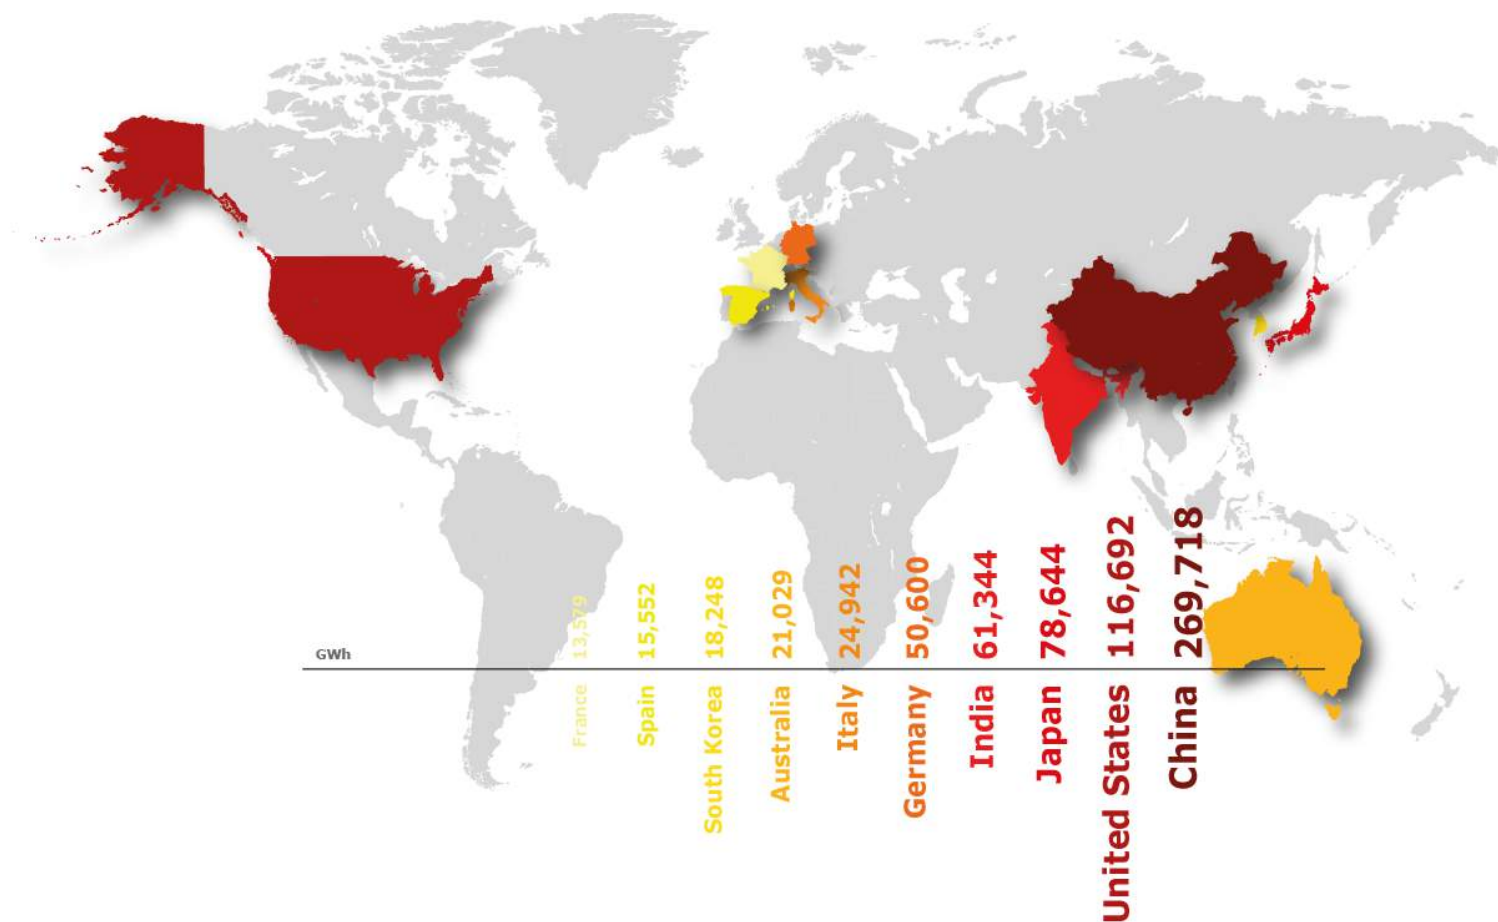 GWh
France 13,579
Spain 15,552
South Korea 18,248
Australia 21,029
Italy 24,942
Germany 50,600
India 61,344
Japan 78,644
United States 116,692
China 269,718